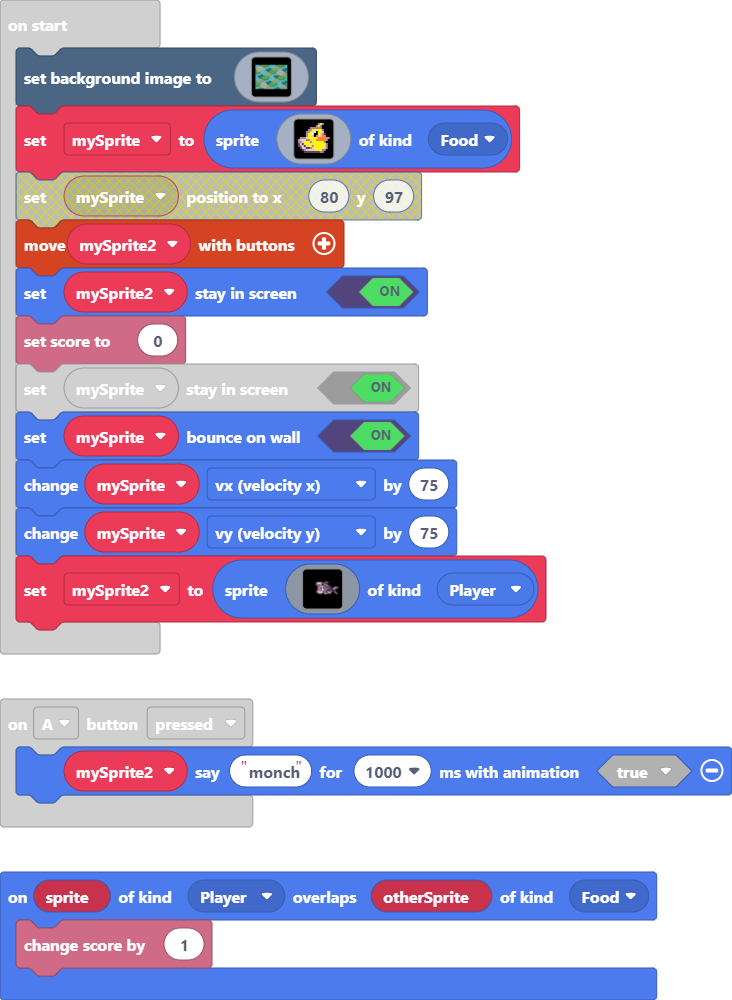 on start
set background image to
set mySprite to sprite of kind Food
set mySprite position to x 80 y 97
move mySprite2 with buttons
set mySprite2 stay in screen ON
set score to 0
set mySprite stay in screen ON
set mySprite bounce on wall ON
change mySprite vx (velocity x) by 75
change mySprite vy (velocity y) by 75
set mySprite2 to sprite of kind Player
on A button pressed
mySprite2 say "monch" for 1000 ms with animation true
on sprite of kind Player overlaps otherSprite of kind Food
change score by 1